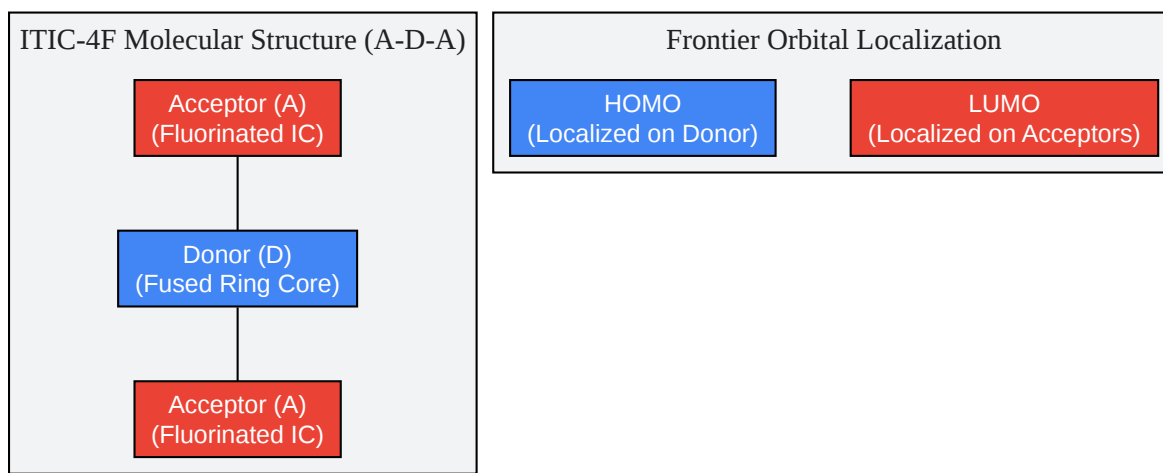 ITIC-4F Molecular Structure (A-D-A)
Acceptor (A)
(Fluorinated IC)
Donor (D)
(Fused Ring Core)
Acceptor (A)
(Fluorinated IC)
Frontier Orbital Localization
HOMO
(Localized on Donor)
LUMO
(Localized on Acceptors)